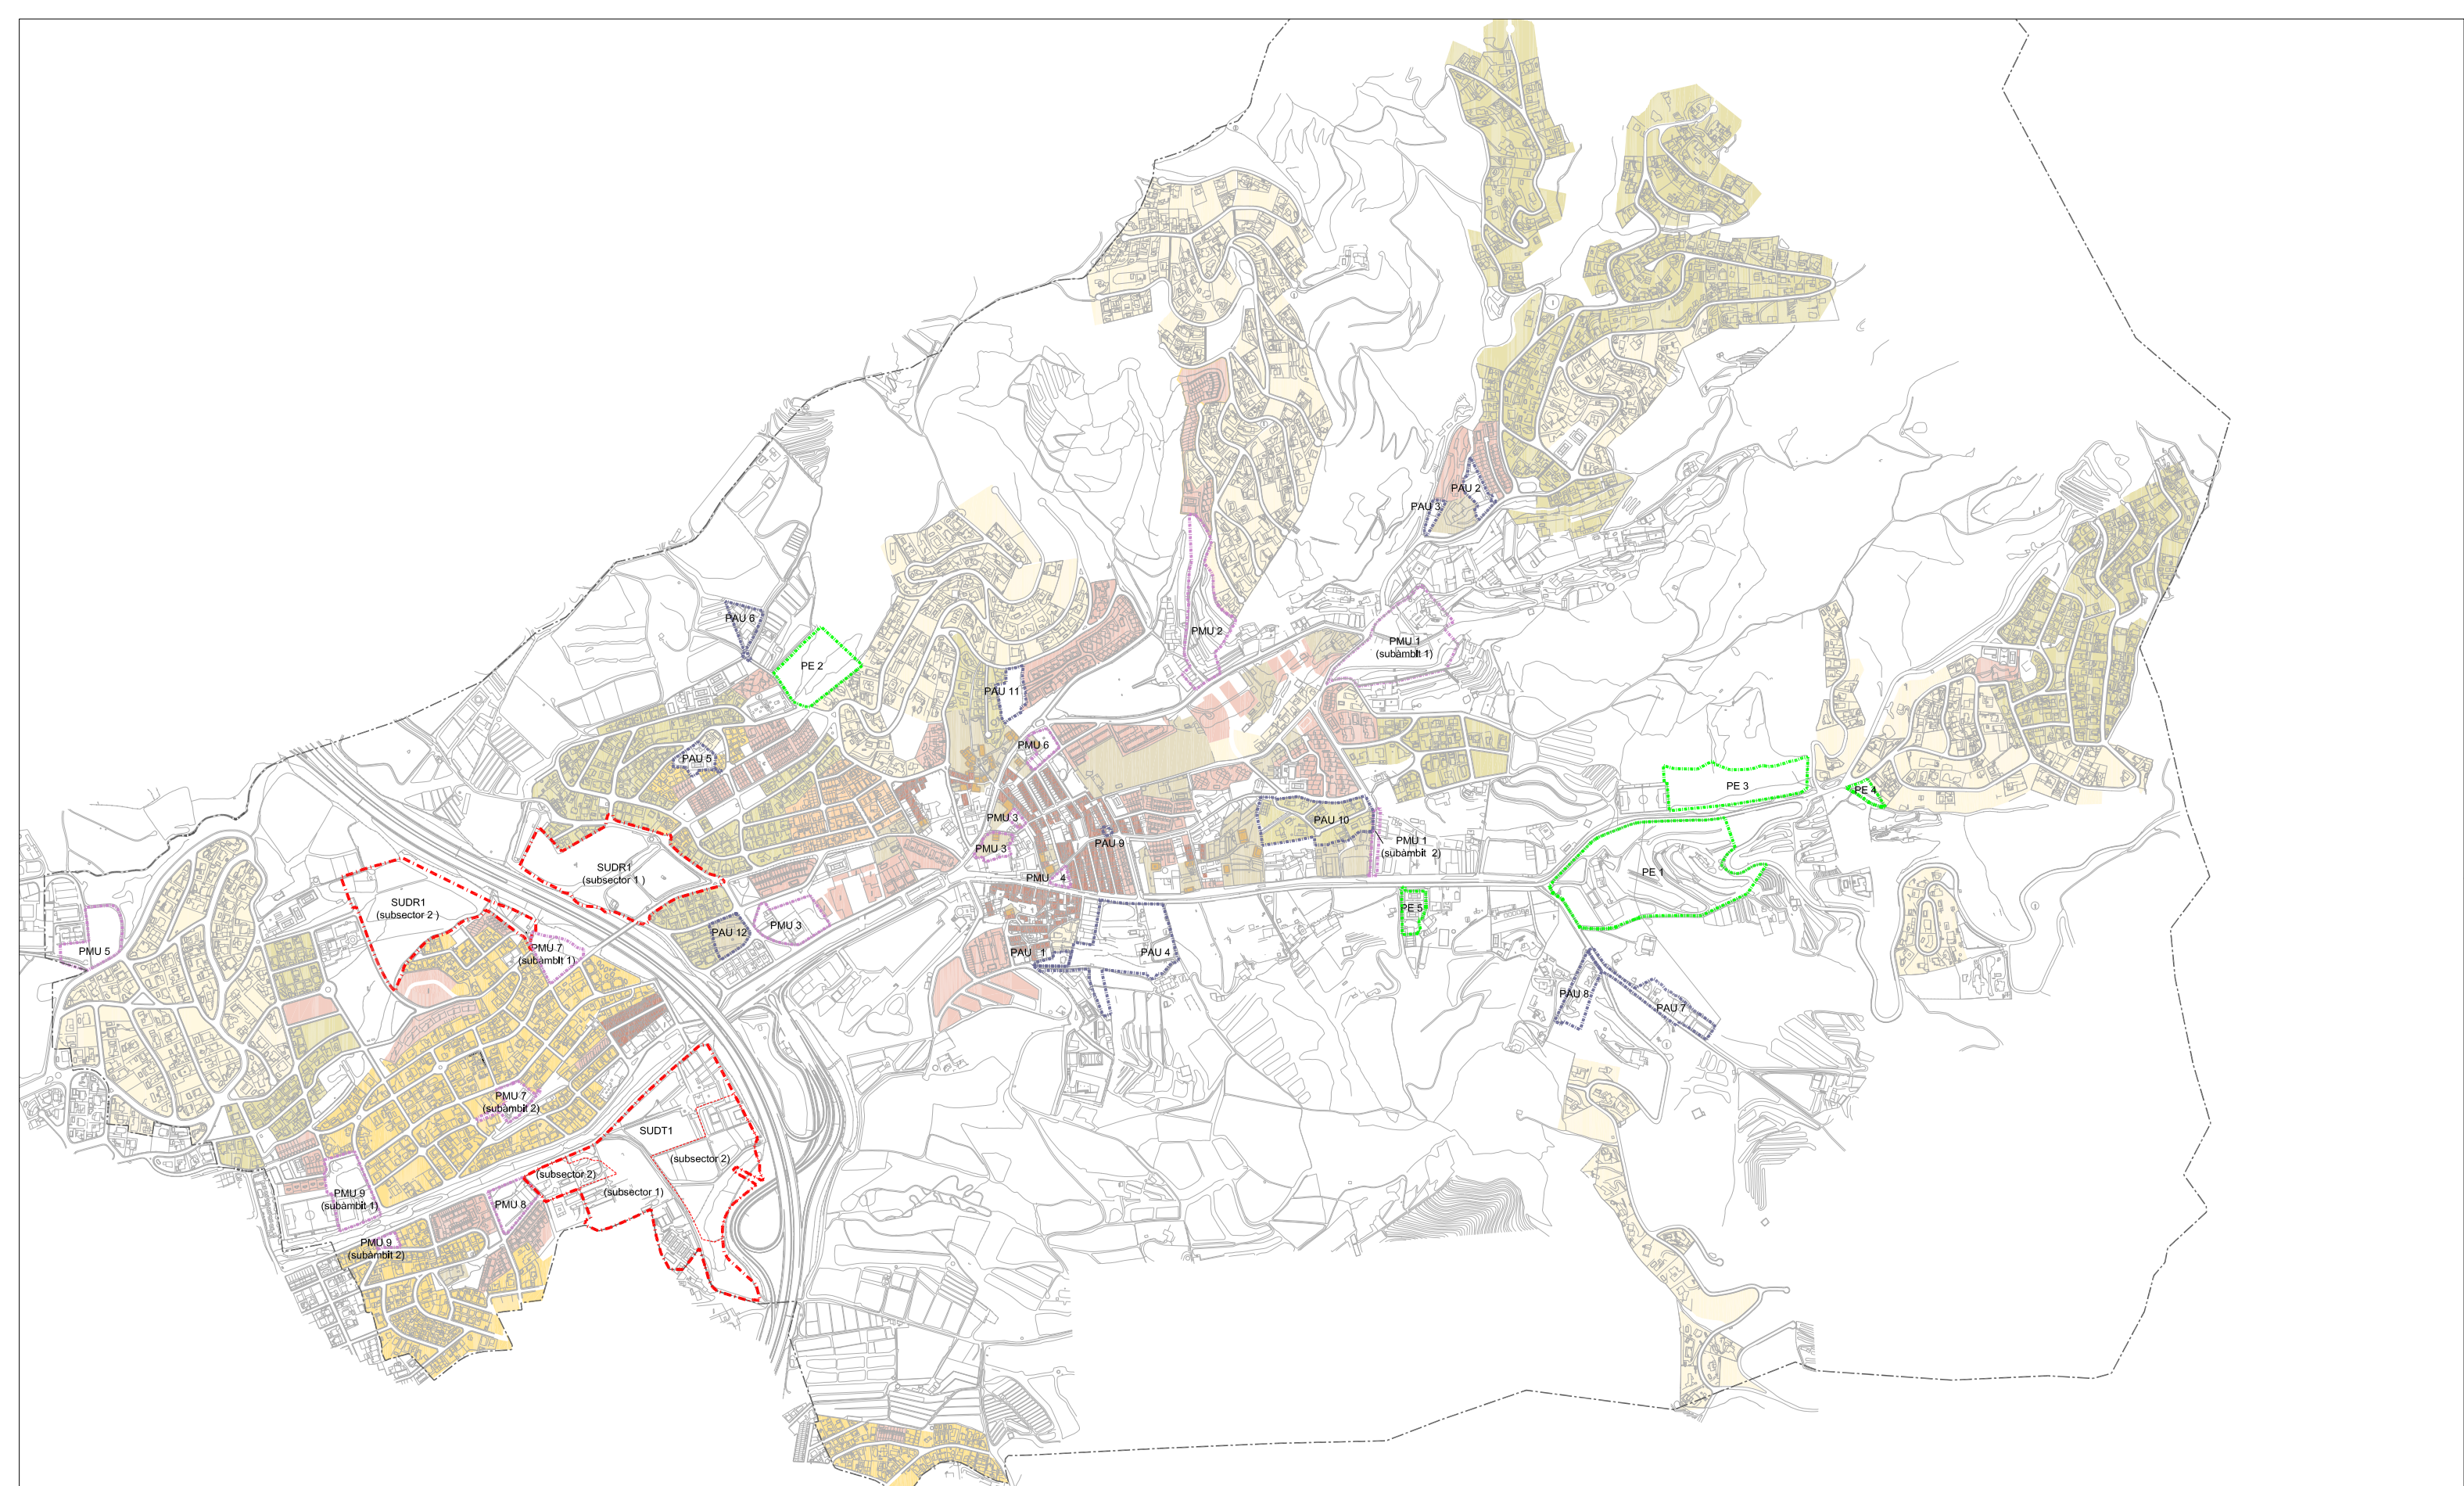 PAU 2
PAU 3
PAU 6
PMU 2
PMU 1
(subàmbit 1)
PE 2
PAU 11
PMU 6
PAU 5
PE 3
PE 4
PMU 3
PAU 10
PMU 3
PAU 9
PMU 1
(subàmbit 2)
SUDR1
(subsector 1 )
PMU 4
PE 1
SUDR1
(subsector 2 )
PE 5
PMU 3
PAU 12
PMU 5
PMU 7
(subàmbit 1)
PAU 1
PAU 4
PAU 8
PAU 7
PMU 7
(subàmbit 2)
SUDT1
(subsector 2)
(subsector 2)
(subsector 1)
PMU 9
(subàmbit 1)
PMU 8
PMU 9
(subàmbit 2)